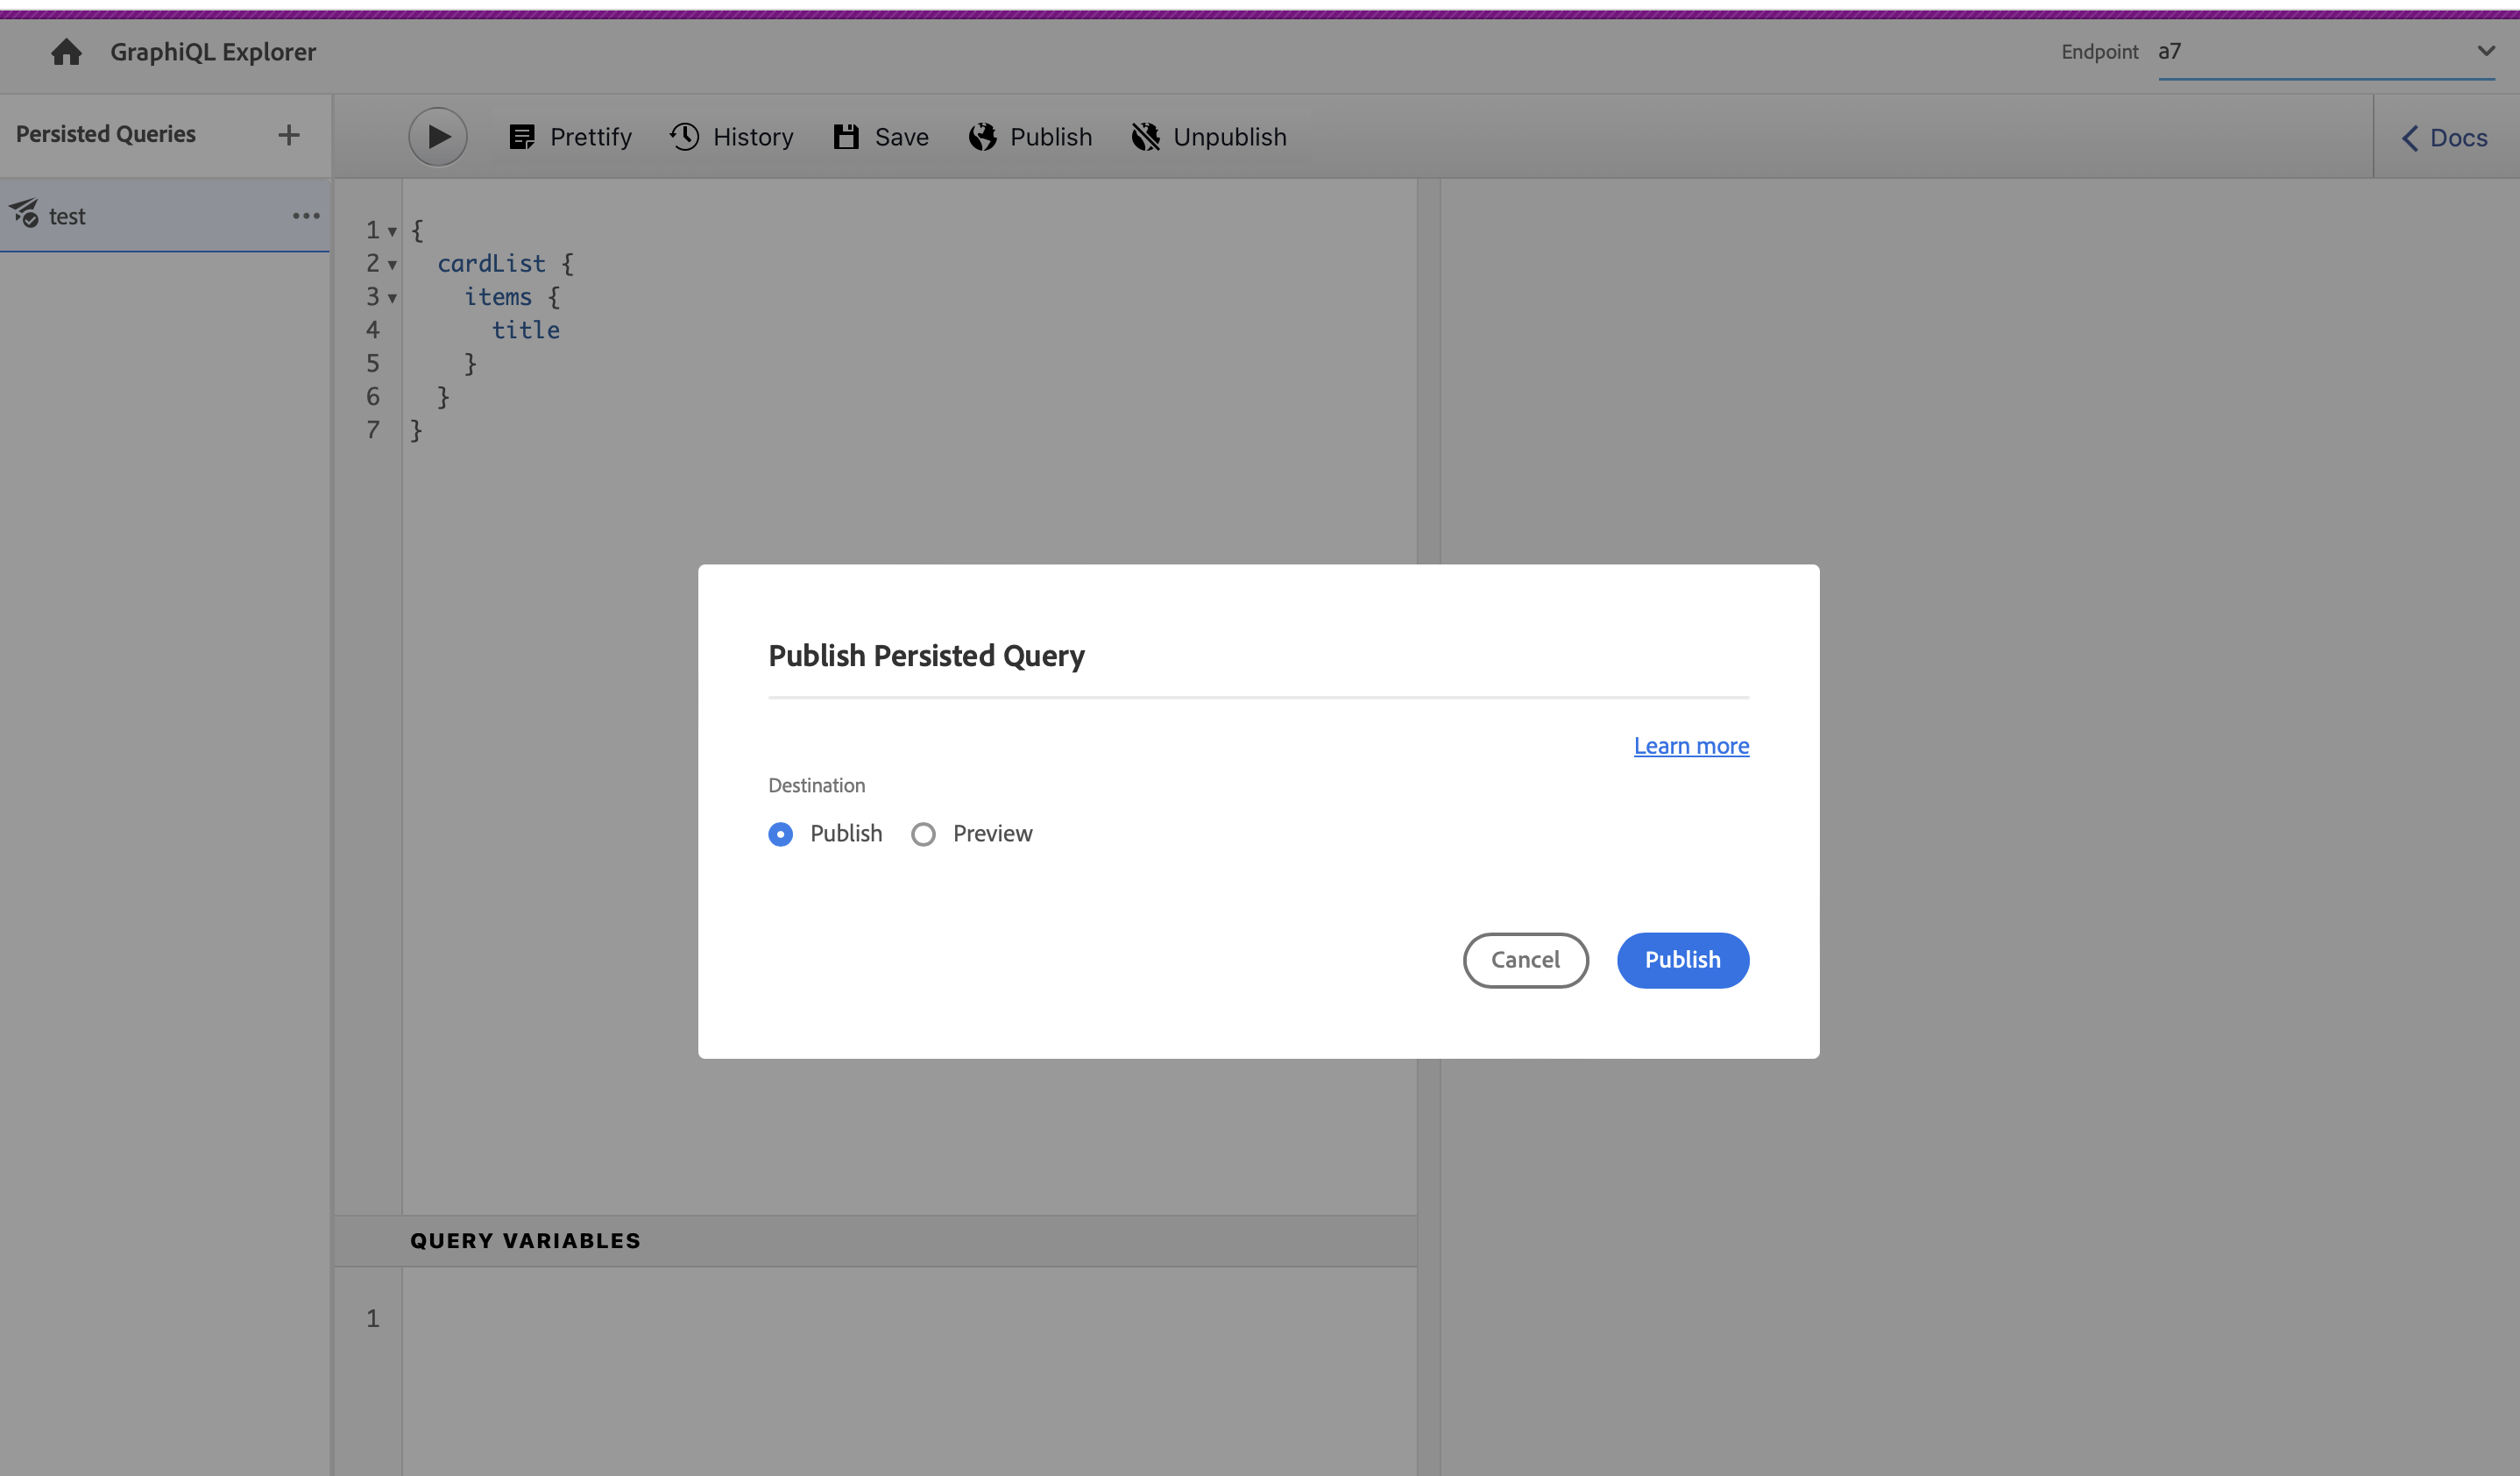 GraphiQL Explorer
Endpoint a7
Persisted Queries +
Prettify History Save Publish Unpublish
Docs
test
1 {
2 cardList {
3 items {
4 title
5 }
6 }
7 }
Publish Persisted Query
Learn more
Destination
Publish Preview
Cancel Publish
QUERY VARIABLES
1